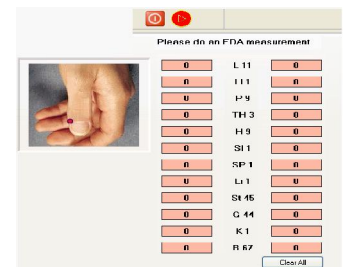 Please do an EDA measurement
0 L 11 0
0 LI 1 0
0 P 9 0
0 TH 3 0
0 H 9 0
0 SI 1 0
0 SP 1 0
0 Li 1 0
0 St 45 0
0 G 44 0
0 K 1 0
0 B 67 0
Clear All